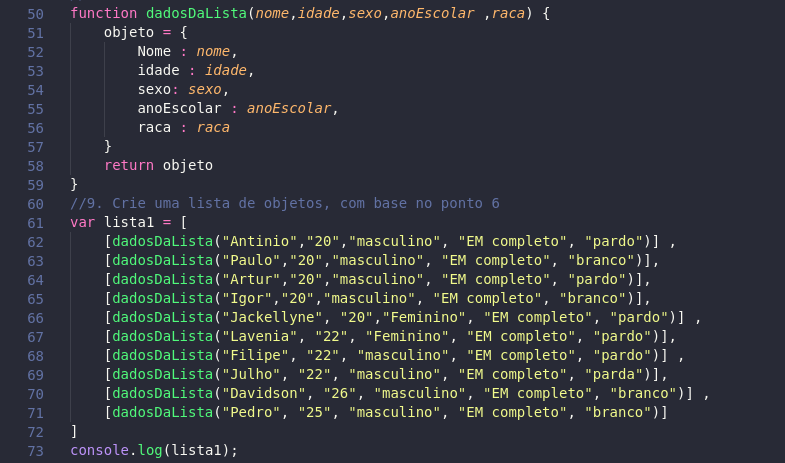 50 function dadosDaLista(nome,idade,sexo,anoEscolar ,raca) {
51 objeto = {
52 Nome : nome,
53 idade : idade,
54 sexo: sexo,
55 anoEscolar : anoEscolar,
56 raca : raca
57 }
58 return objeto
59 }
60 //9. Crie uma lista de objetos, com base no ponto 6
61 var lista1 = [
62 [dadosDaLista("Antinio","20","masculino", "EM completo", "pardo")] ,
63 [dadosDaLista("Paulo","20","masculino", "EM completo", "branco")],
64 [dadosDaLista("Artur","20","masculino", "EM completo", "pardo")],
65 [dadosDaLista("Igor","20","masculino", "EM completo", "branco")],
66 [dadosDaLista("Jackellyne", "20","Feminino", "EM completo", "pardo")] ,
67 [dadosDaLista("Lavenia", "22", "Feminino", "EM completo", "pardo")],
68 [dadosDaLista("Filipe", "22", "masculino", "EM completo", "pardo")] ,
69 [dadosDaLista("Julho", "22", "masculino", "EM completo", "parda")],
70 [dadosDaLista("Davidson", "26", "masculino", "EM completo", "branco")] ,
71 [dadosDaLista("Pedro", "25", "masculino", "EM completo", "branco")]
72 ]
73 console.log(lista1);